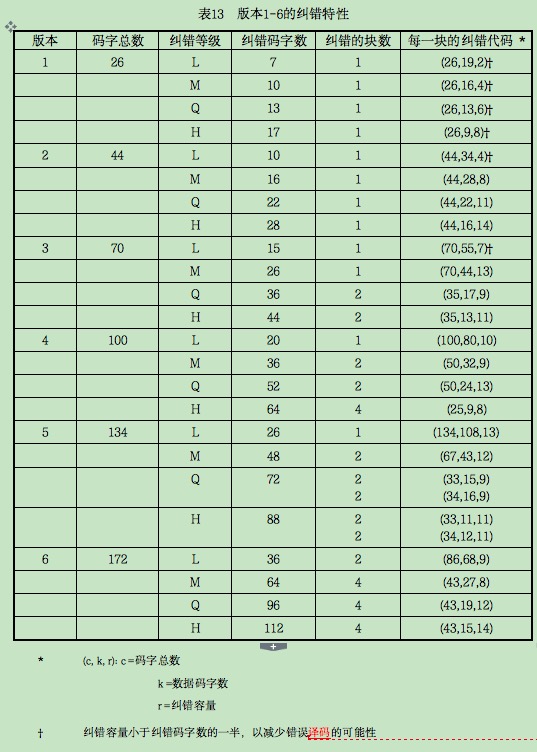 表13 版本1-6的纠错特性
版本 码字总数 纠错等级 纠错码字数 纠错的块数 每一块的纠错代码 *
1 26 L 7 1 (26,19,2)†
M 10 1 (26,16,4)†
Q 13 1 (26,13,6)†
H 17 1 (26,9,8)†
2 44 L 10 1 (44,34,4)†
M 16 1 (44,28,8)
Q 22 1 (44,22,11)
H 28 1 (44,16,14)
3 70 L 15 1 (70,55,7)†
M 26 1 (70,44,13)
Q 36 2 (35,17,9)
H 44 2 (35,13,11)
4 100 L 20 1 (100,80,10)
M 36 2 (50,32,9)
Q 52 2 (50,24,13)
H 64 4 (25,9,8)
5 134 L 26 1 (134,108,13)
M 48 2 (67,43,12)
Q 72 2 (33,15,9)
2 (34,16,9)
H 88 2 (33,11,11)
2 (34,12,11)
6 172 L 36 2 (86,68,9)
M 64 4 (43,27,8)
Q 96 4 (43,19,12)
H 112 4 (43,15,14)
* (c, k, r): c=码字总数
k=数据码字数
r=纠错容量
† 纠错容量小于纠错码字数的一半，以减少错误译码的可能性